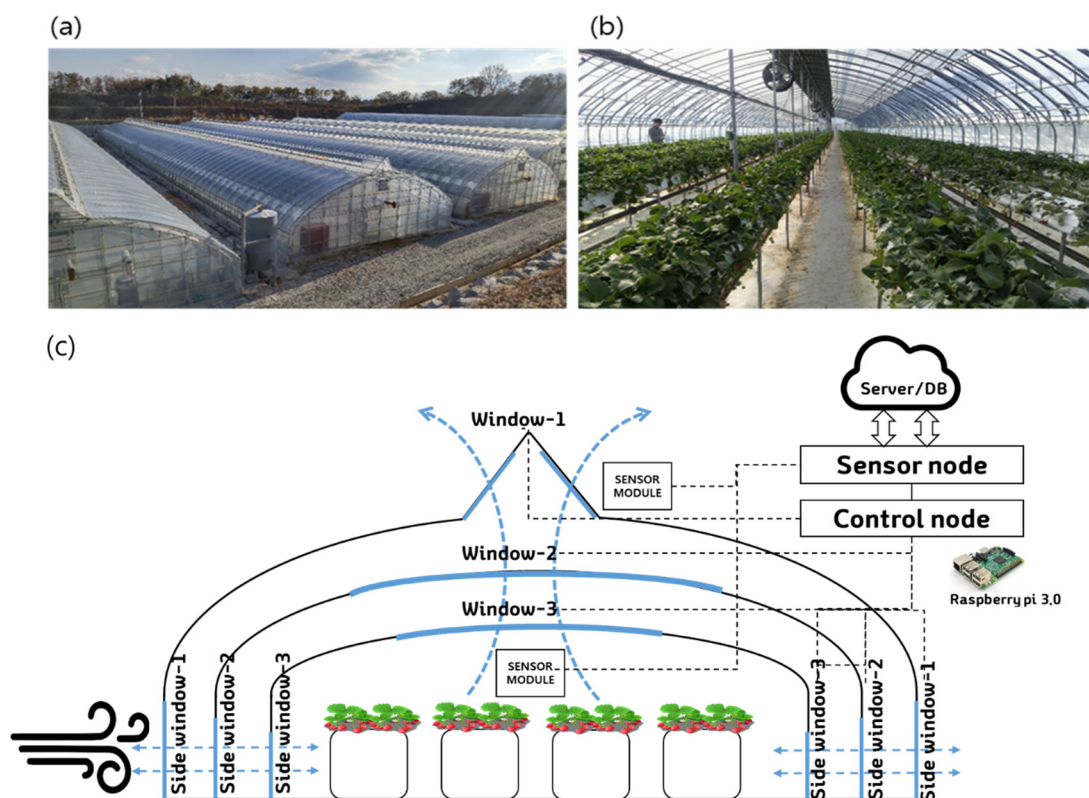 (a)
(b)
(c)
Server/DB
Window-1
Sensor node
SENSOR
MODULE
Control node
Window-2
Raspberry pi 3.0
Window-3
SENSOR
MODULE
Side window-1
Side window-2
Side window-3
Side window-3
Side window-2
Side window-1